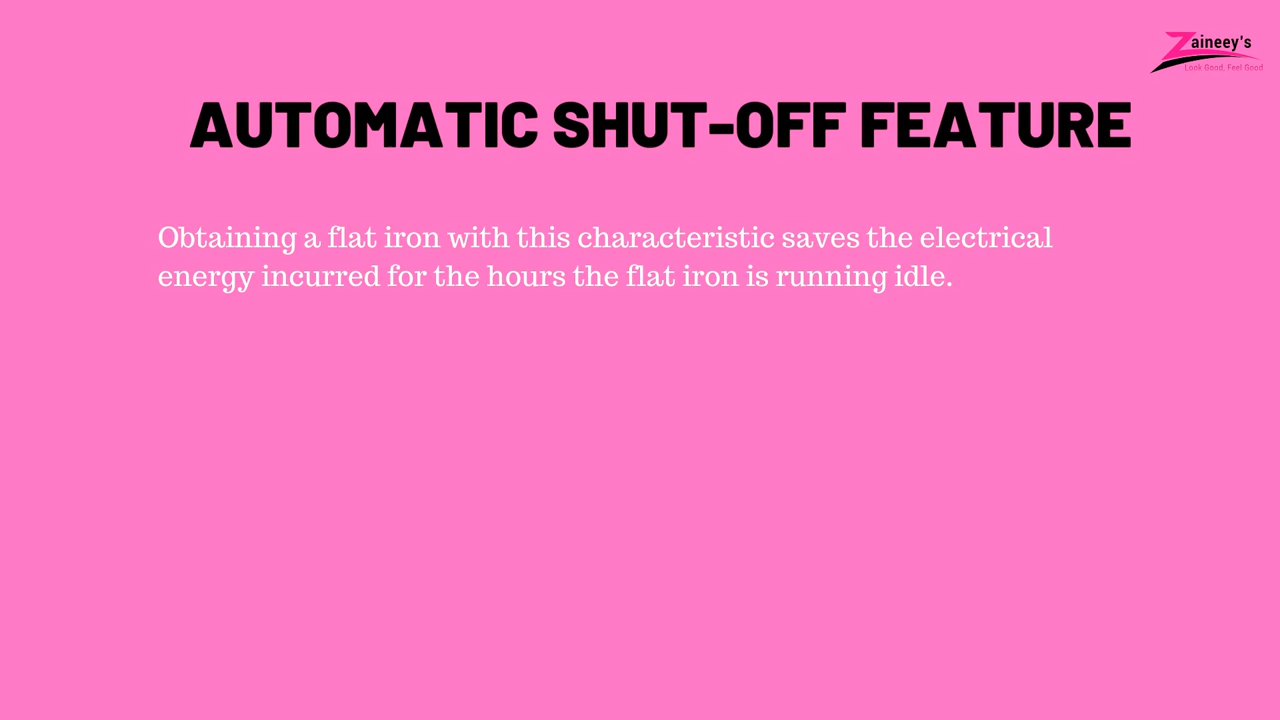 Zaineey's
Look Good, Feel Good
AUTOMATIC SHUT-OFF FEATURE
Obtaining a flat iron with this characteristic saves the electrical
energy incurred for the hours the flat iron is running idle.